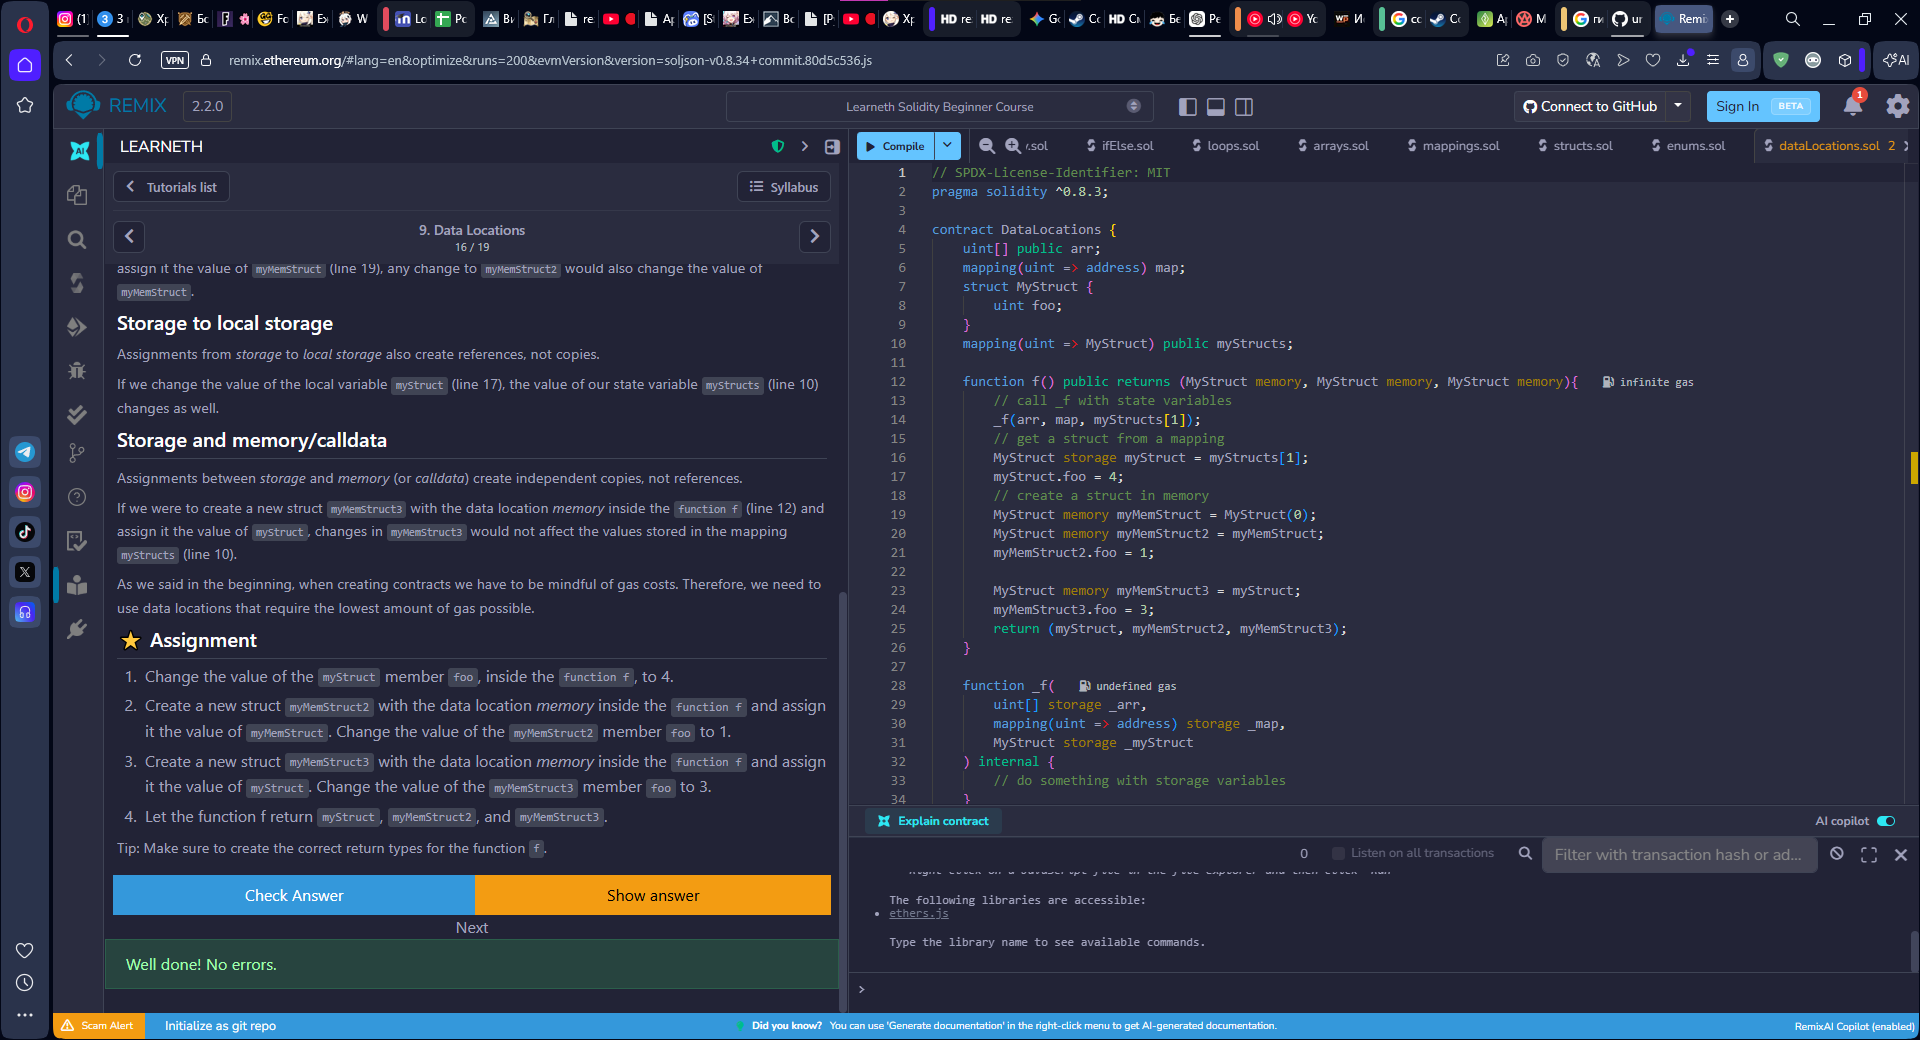 remix.ethereum.org/#lang=en&optimize&runs=200&evmVersion&version=soljson-v0.8.34+commit.80d5c536.js
VPN
AI
REMIX
2.2.0
Learneth Solidity Beginner Course
Connect to GitHub
Sign In BETA
1
LEARNETH
Tutorials list
Syllabus
9. Data Locations
16 / 19
assign it the value of myMemStruct (line 19), any change to myMemStruct2 would also change the value of
myMemStruct.
Storage to local storage
Assignments from storage to local storage also create references, not copies.
If we change the value of the local variable myStruct (line 17), the value of our state variable myStructs (line 10)
changes as well.
Storage and memory/calldata
Assignments between storage and memory (or calldata) create independent copies, not references.
If we were to create a new struct myMemStruct3 with the data location memory inside the function f (line 12) and
assign it the value of myStruct, changes in myMemStruct3 would not affect the values stored in the mapping
myStructs (line 10).
As we said in the beginning, when creating contracts we have to be mindful of gas costs. Therefore, we need to
use data locations that require the lowest amount of gas possible.
Assignment
1. Change the value of the myStruct member foo, inside the function f, to 4.
2. Create a new struct myMemStruct2 with the data location memory inside the function f and assign
it the value of myMemStruct. Change the value of the myMemStruct2 member foo to 1.
3. Create a new struct myMemStruct3 with the data location memory inside the function f and assign
it the value of myStruct. Change the value of the myMemStruct3 member foo to 3.
4. Let the function f return myStruct, myMemStruct2, and myMemStruct3.
Tip: Make sure to create the correct return types for the function f.
Check Answer
Show answer
Next
Well done! No errors.
Compile
.sol
ifElse.sol
loops.sol
arrays.sol
mappings.sol
structs.sol
enums.sol
dataLocations.sol 2
1 // SPDX-License-Identifier: MIT
2 pragma solidity ^0.8.3;
3
4 contract DataLocations {
5 uint[] public arr;
6 mapping(uint => address) map;
7 struct MyStruct {
8 uint foo;
9 }
10 mapping(uint => MyStruct) public myStructs;
11
12 function f() public returns (MyStruct memory, MyStruct memory, MyStruct memory){ infinite gas
13 // call _f with state variables
14 _f(arr, map, myStructs[1]);
15 // get a struct from a mapping
16 MyStruct storage myStruct = myStructs[1];
17 myStruct.foo = 4;
18 // create a struct in memory
19 MyStruct memory myMemStruct = MyStruct(0);
20 MyStruct memory myMemStruct2 = myMemStruct;
21 myMemStruct2.foo = 1;
22
23 MyStruct memory myMemStruct3 = myStruct;
24 myMemStruct3.foo = 3;
25 return (myStruct, myMemStruct2, myMemStruct3);
26 }
27
28 function _f( undefined gas
29 uint[] storage _arr,
30 mapping(uint => address) storage _map,
31 MyStruct storage _myStruct
32 ) internal {
33 // do something with storage variables
34 }
Explain contract
AI copilot
0
Listen on all transactions
Filter with transaction hash or ad...
The following libraries are accessible:
• ethers.js
Type the library name to see available commands.
>
Scam Alert
Initialize as git repo
Did you know? You can use 'Generate documentation' in the right-click menu to get AI-generated documentation.
RemixAI Copilot (enabled)